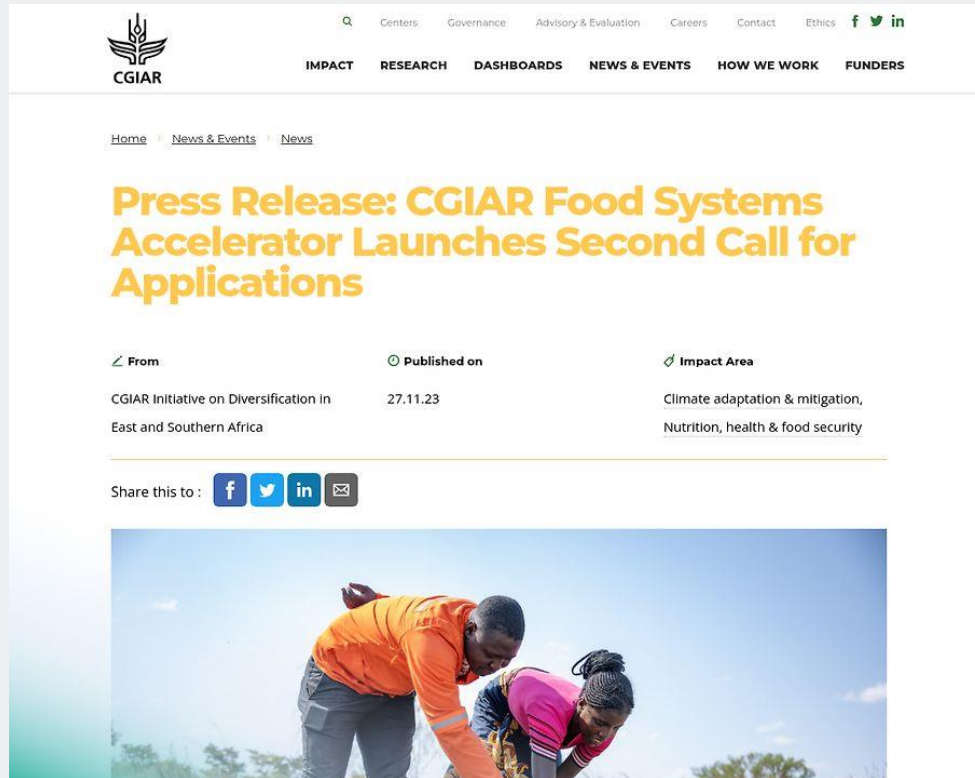 CGIAR
Centers Governance Advisory & Evaluation Careers Contact Ethics
IMPACT RESEARCH DASHBOARDS NEWS & EVENTS HOW WE WORK FUNDERS
Home News & Events News
Press Release: CGIAR Food Systems
Accelerator Launches Second Call for
Applications
From
CGIAR Initiative on Diversification in
East and Southern Africa
Published on
27.11.23
Impact Area
Climate adaptation & mitigation,
Nutrition, health & food security
Share this to :